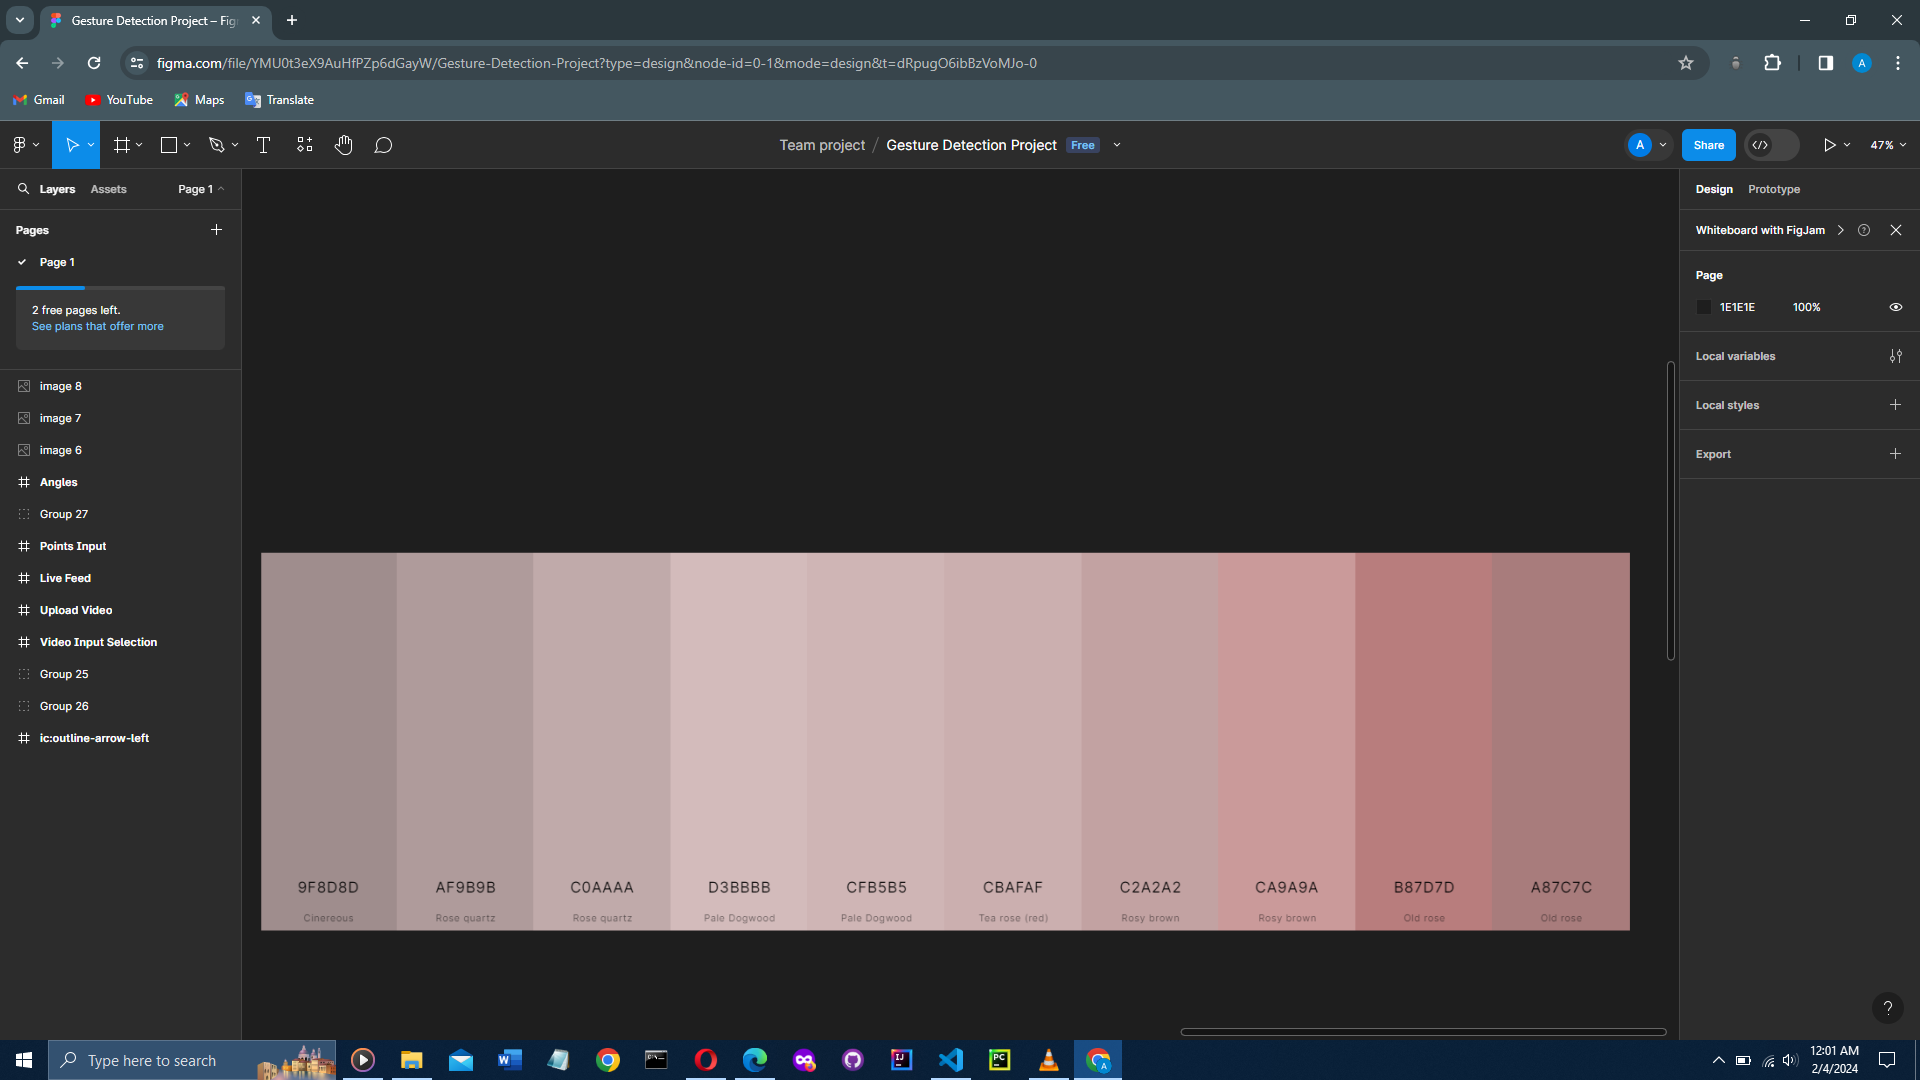 Gesture Detection Project – Fig
figma.com/file/YMU0t3eX9AuHfPZp6dGayW/Gesture-Detection-Project?type=design&node-id=0-1&mode=design&t=dRpugO6ibBzVoMJo-0
A
Gmail YouTube Maps Translate
Team project / Gesture Detection Project Free
A Share 47%
Layers Assets Page 1
Design Prototype
Pages
Whiteboard with FigJam
Page 1
Page
2 free pages left.
See plans that offer more
1E1E1E 100%
Local variables
Local styles
Export
image 8
image 7
image 6
Angles
Group 27
Points Input
Live Feed
Upload Video
Video Input Selection
Group 25
Group 26
ic:outline-arrow-left
9F8D8D AF9B9B C0AAAA D3BBBB CFB5B5 CBAFAF C2A2A2 CA9A9A B87D7D A87C7C
Cinereous Rose quartz Rose quartz Pale Dogwood Pale Dogwood Tea rose (red) Rosy brown Rosy brown Old rose Old rose
?
Type here to search
12:01 AM
2/4/2024